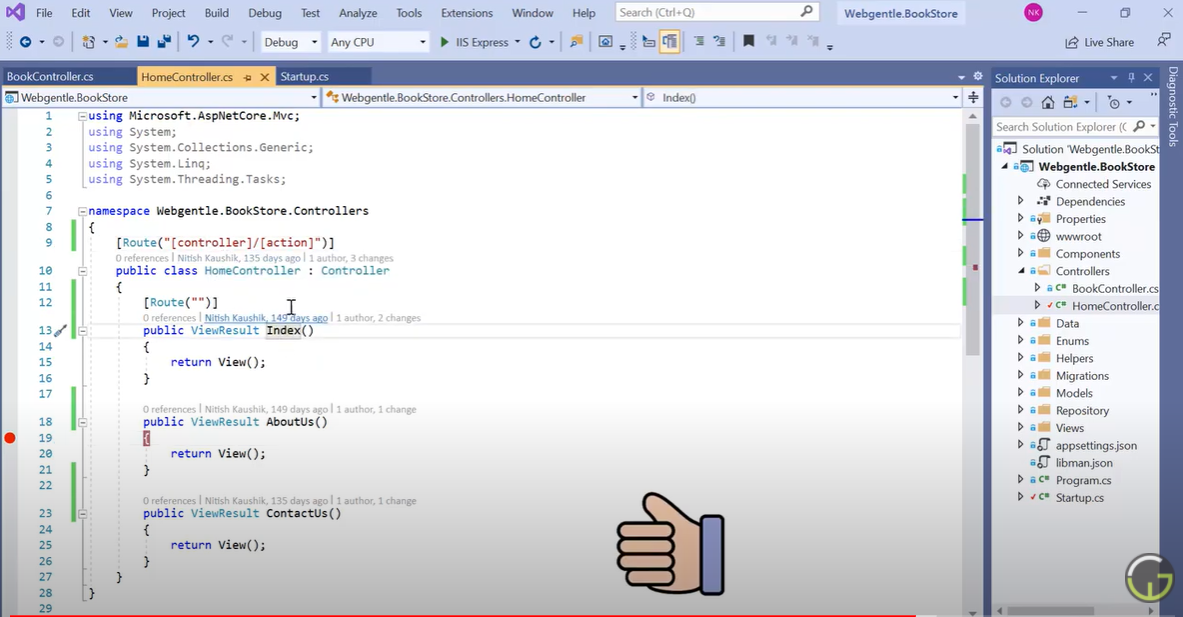 File Edit View Project Build Debug Test Analyze Tools Extensions Window Help Search (Ctrl+Q) Webgentle.BookStore NK
Debug Any CPU IIS Express Live Share
BookController.cs HomeController.cs Startup.cs
Webgentle.BookStore Webgentle.BookStore.Controllers.HomeController Index()
1 using Microsoft.AspNetCore.Mvc;
2 using System;
3 using System.Collections.Generic;
4 using System.Linq;
5 using System.Threading.Tasks;
6
7 namespace Webgentle.BookStore.Controllers
8 {
9 [Route("[controller]/[action]")]
0 references | Nitish Kaushik, 135 days ago | 1 author, 3 changes
10 public class HomeController : Controller
11 {
12 [Route("")]
0 references | Nitish Kaushik, 149 days ago | 1 author, 2 changes
13 public ViewResult Index()
14 {
15 return View();
16 }
17
0 references | Nitish Kaushik, 149 days ago | 1 author, 1 change
18 public ViewResult AboutUs()
19 {
20 return View();
21 }
22
0 references | Nitish Kaushik, 135 days ago | 1 author, 1 change
23 public ViewResult ContactUs()
24 {
25 return View();
26 }
27 }
28 }
29
Solution Explorer
Search Solution Explorer (C
Solution 'Webgentle.BookSt
Webgentle.BookStore
Connected Services
Dependencies
Properties
wwwroot
Components
Controllers
BookController.cs
HomeController.c
Data
Enums
Helpers
Migrations
Models
Repository
Views
appsettings.json
libman.json
Program.cs
Startup.cs
Diagnostic Tools